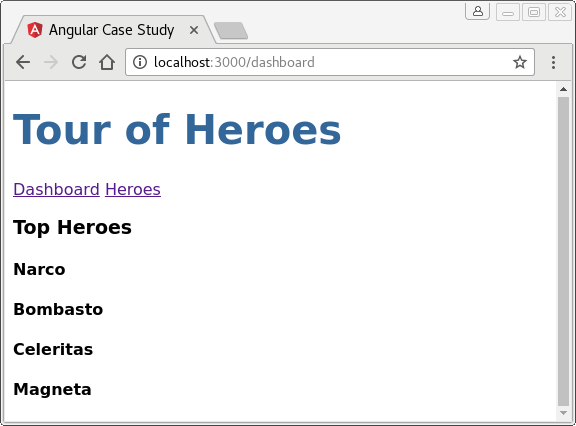 Angular Case Study
localhost:3000/dashboard
Tour of Heroes
Dashboard Heroes
Top Heroes
Narco
Bombasto
Celeritas
Magneta